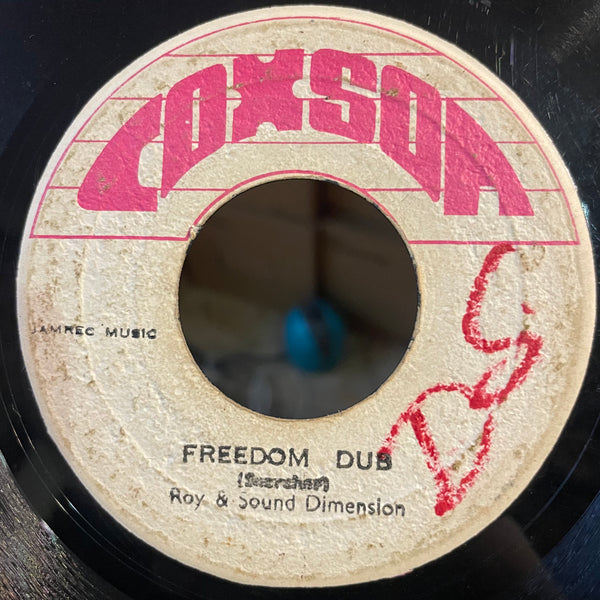 COXSON
JAMREC MUSIC
FREEDOM DUB
Roy & Sound Dimension